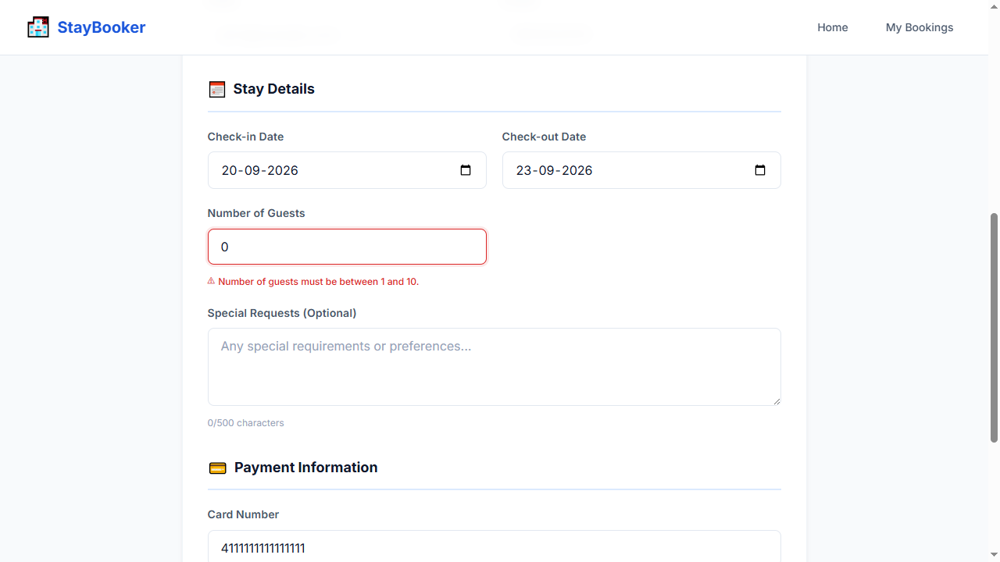 StayBooker
Home
My Bookings
Stay Details
Check-in Date
Check-out Date
20-09-2026
23-09-2026
Number of Guests
0
⚠ Number of guests must be between 1 and 10.
Special Requests (Optional)
Any special requirements or preferences...
0/500 characters
Payment Information
Card Number
4111111111111111